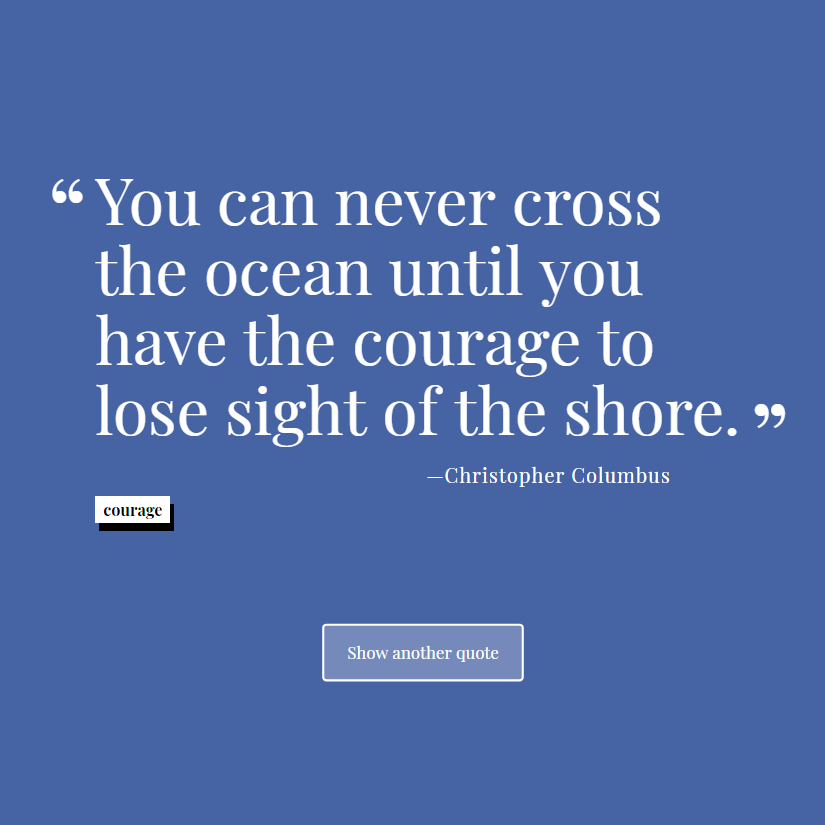 “ You can never cross
the ocean until you
have the courage to
lose sight of the shore. ”
—Christopher Columbus
courage
Show another quote